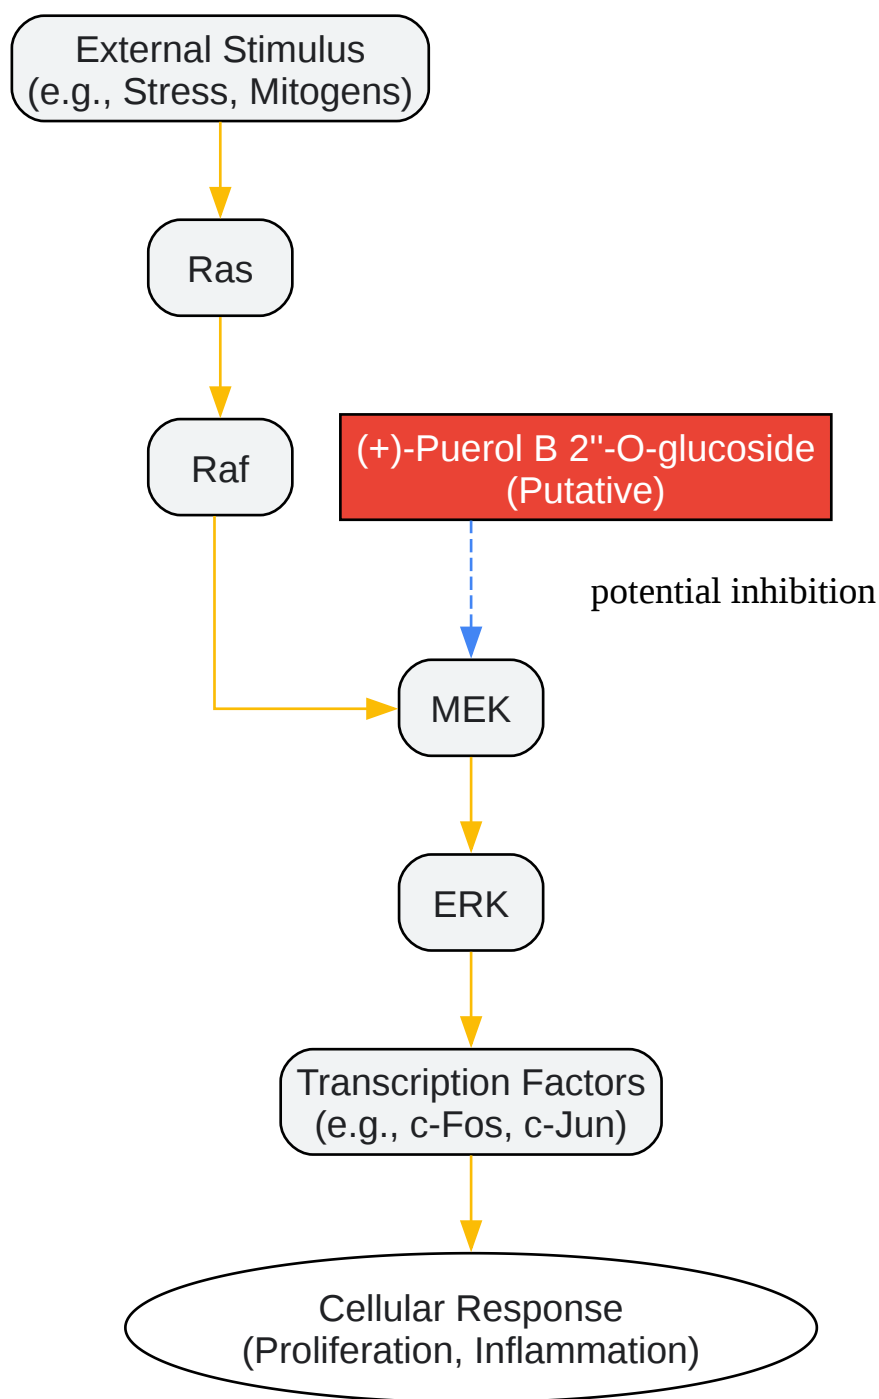 External Stimulus
(e.g., Stress, Mitogens)
Ras
Raf
(+)-Puerol B 2''-O-glucoside
(Putative)
potential inhibition
MEK
ERK
Transcription Factors
(e.g., c-Fos, c-Jun)
Cellular Response
(Proliferation, Inflammation)